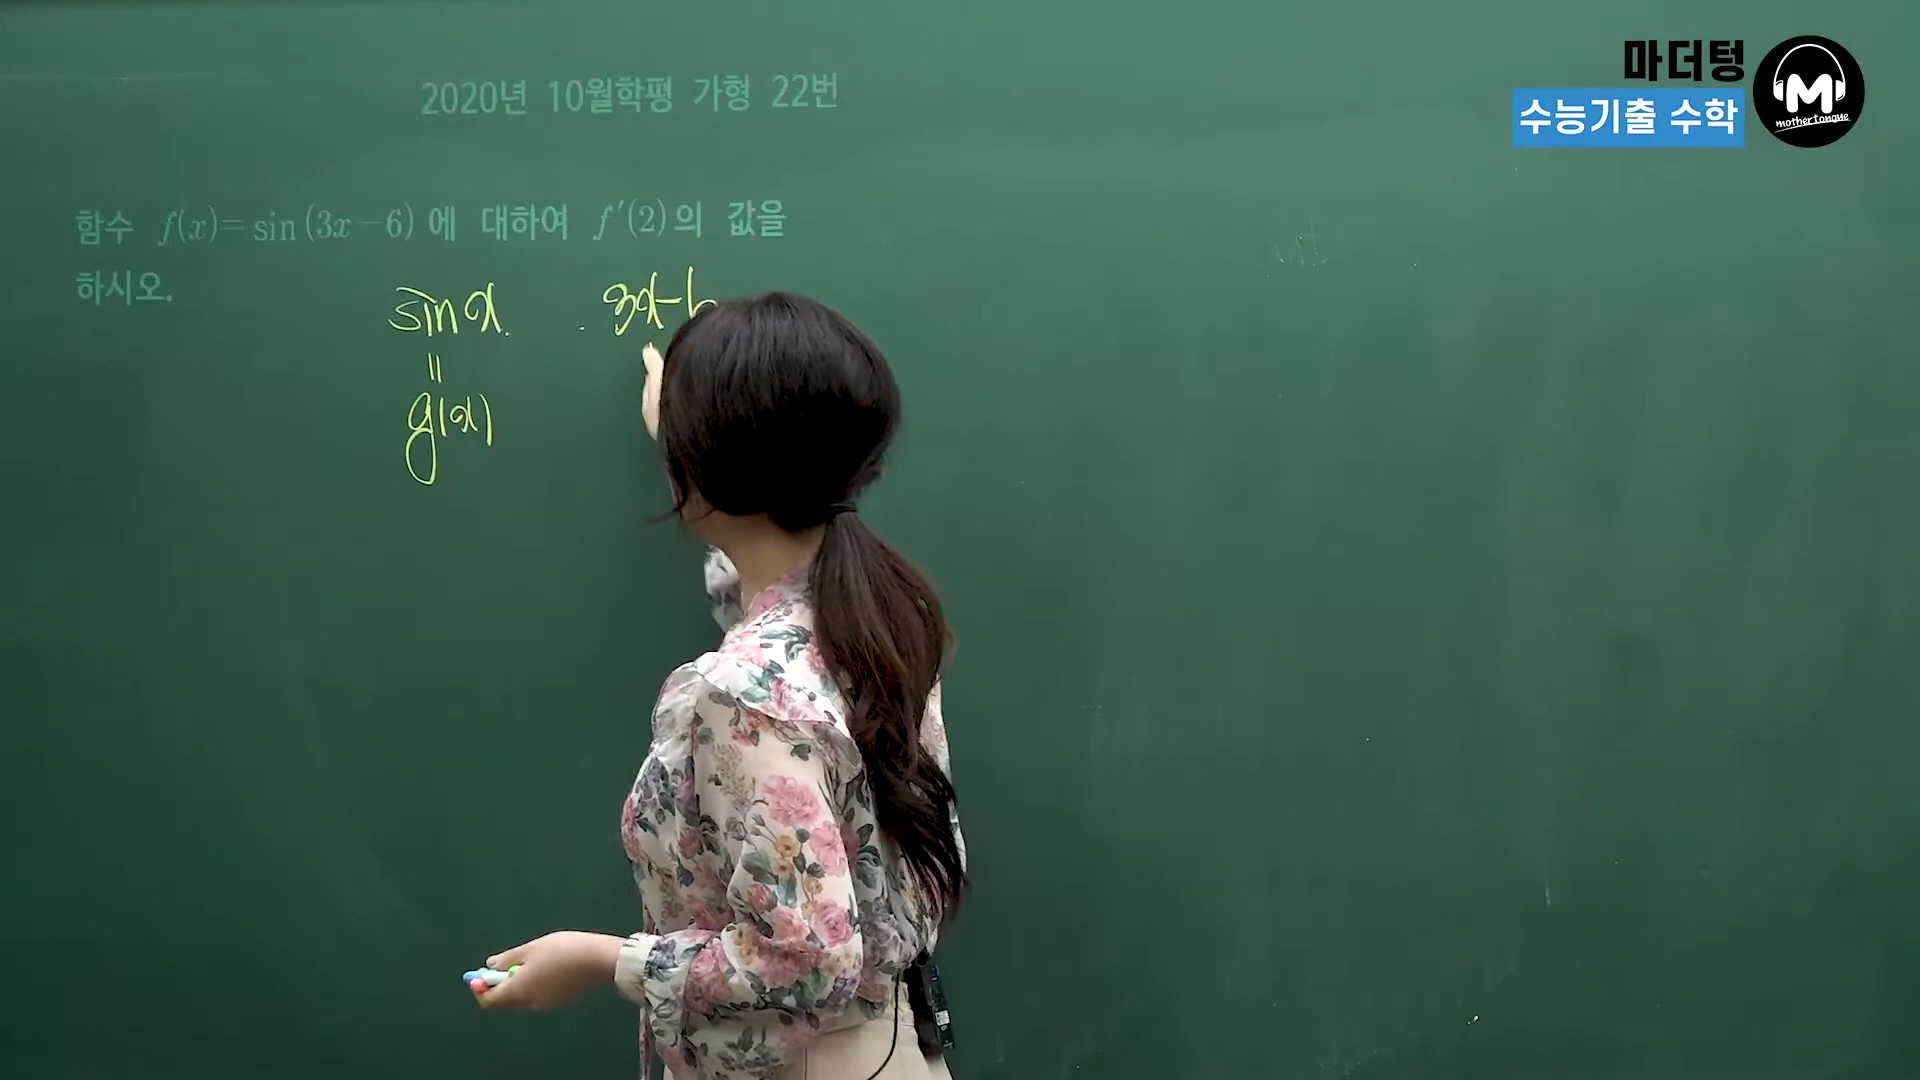 마더텅
수능기출 수학
mothertongue
2020년 10월학평 가형 22번
함수 f(x)=sin(3x-6)에 대하여 f'(2)의 값을
하시오.
sin x
3x-6
=
g(x)